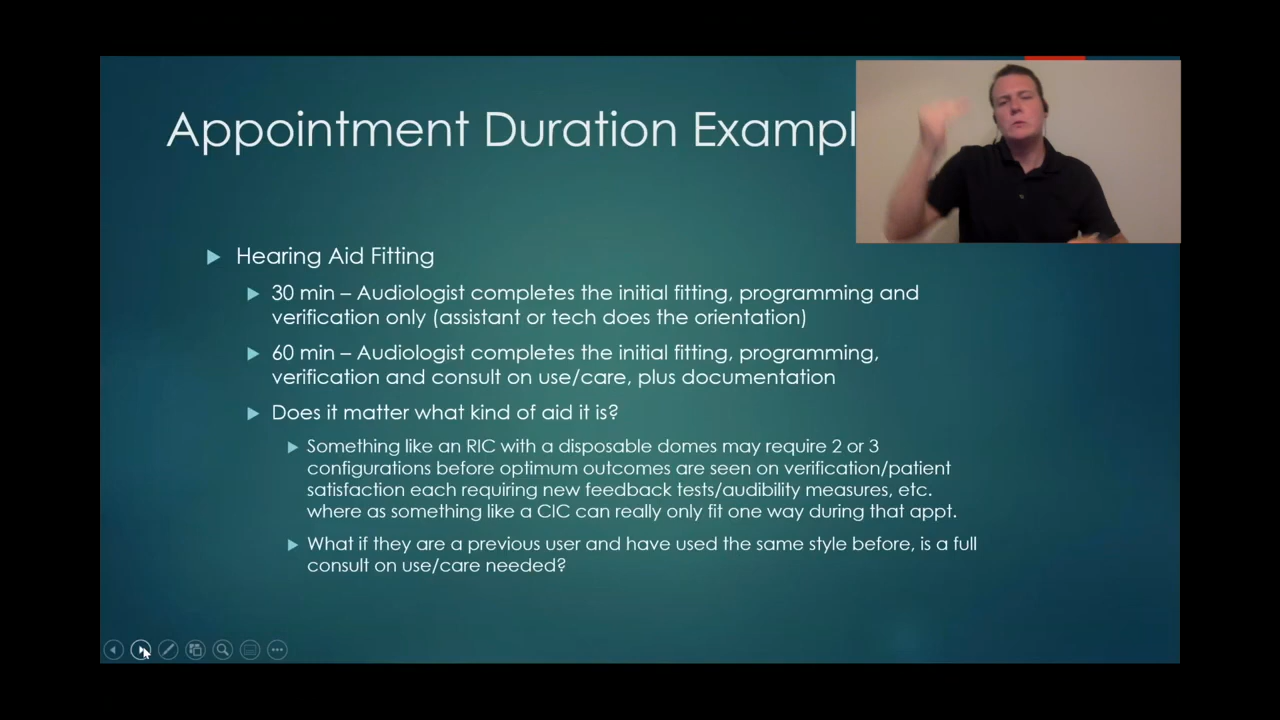 Appointment Duration Exampl
Hearing Aid Fitting
30 min – Audiologist completes the initial fitting, programming and
verification only (assistant or tech does the orientation)
60 min – Audiologist completes the initial fitting, programming,
verification and consult on use/care, plus documentation
Does it matter what kind of aid it is?
Something like an RIC with a disposable domes may require 2 or 3
configurations before optimum outcomes are seen on verification/patient
satisfaction each requiring new feedback tests/audibility measures, etc.
where as something like a CIC can really only fit one way during that appt.
What if they are a previous user and have used the same style before, is a full
consult on use/care needed?